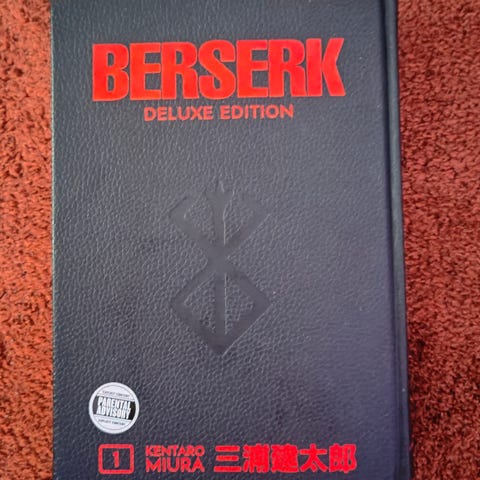 BERSERK
DELUXE EDITION
PARENTAL
ADVISORY
1
KENTARO
MIURA
三浦建太郎